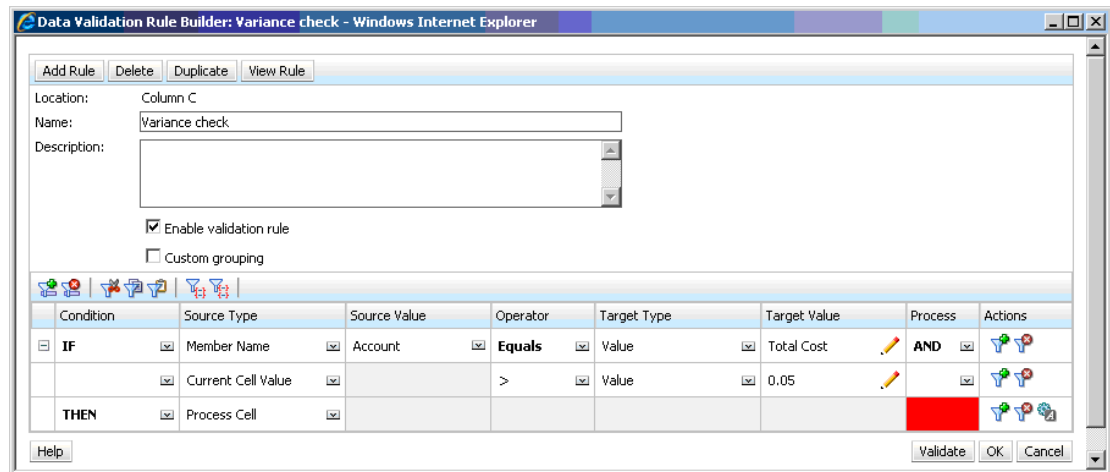 Data Validation Rule Builder: Variance check - Windows Internet Explorer
Add Rule Delete Duplicate View Rule
Location: Column C
Name: Variance check
Description:
Enable validation rule
Custom grouping
Condition Source Type Source Value Operator Target Type Target Value Process Actions
IF Member Name Account Equals Value Total Cost AND
Current Cell Value > Value 0.05
THEN Process Cell
Help Validate OK Cancel